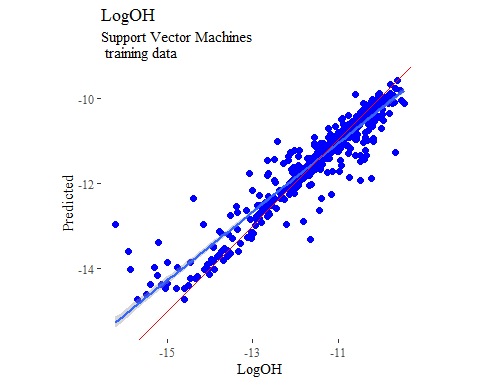 LogOH
Support Vector Machines
training data
Predicted
-10
-12
-14
-15
-13
-11
LogOH